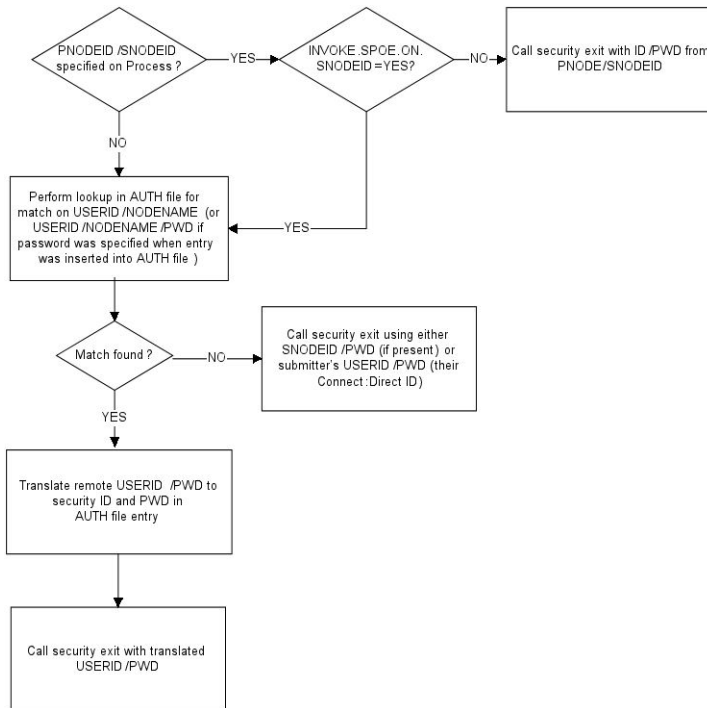 PNODEID /SNODEID
specified on Process ?
YES
INVOKE.SPOE.ON.
SNODEID =YES?
NO
Call security exit with ID /PWD from
PNODE/SNODEID
NO
Perform lookup in AUTH file for
match on USERID /NODENAME (or
USERID /NODENAME /PWD if
password was specified when entry
was inserted into AUTH file )
YES
Match found ?
NO
Call security exit using either
SNODEID /PWD (if present) or
submitter's USERID /PWD (their
Connect :Direct ID )
YES
Translate remote USERID /PWD to
security ID and PWD in
AUTH file entry
Call security exit with translated
USERID /PWD